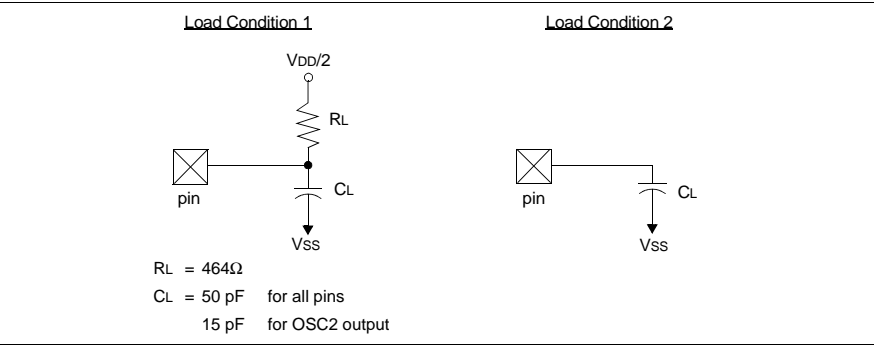 Load Condition 1
Load Condition 2
VDD/2
RL
pin
CL
VSS
pin
CL
VSS
RL = 464Ω
CL = 50 pF for all pins
15 pF for OSC2 output